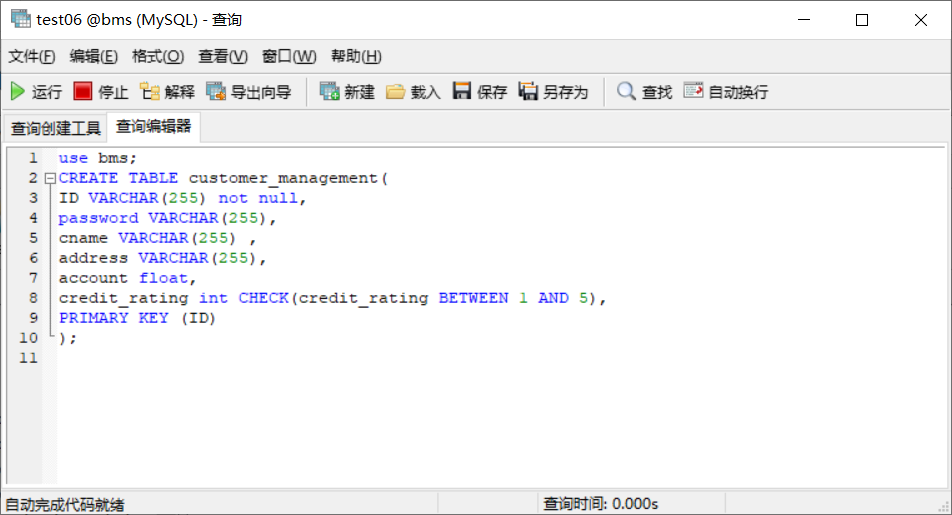 test06 @bms (MySQL) - 查询
文件(F) 编辑(E) 格式(O) 查看(V) 窗口(W) 帮助(H)
运行 停止 解释 导出向导 新建 载入 保存 另存为 查找 自动换行
查询创建工具 查询编辑器
1 use bms;
2 CREATE TABLE customer_management(
3 ID VARCHAR(255) not null,
4 password VARCHAR(255),
5 cname VARCHAR(255) ,
6 address VARCHAR(255),
7 account float,
8 credit_rating int CHECK(credit_rating BETWEEN 1 AND 5),
9 PRIMARY KEY (ID)
10 );
11
自动完成代码就绪 查询时间: 0.000s